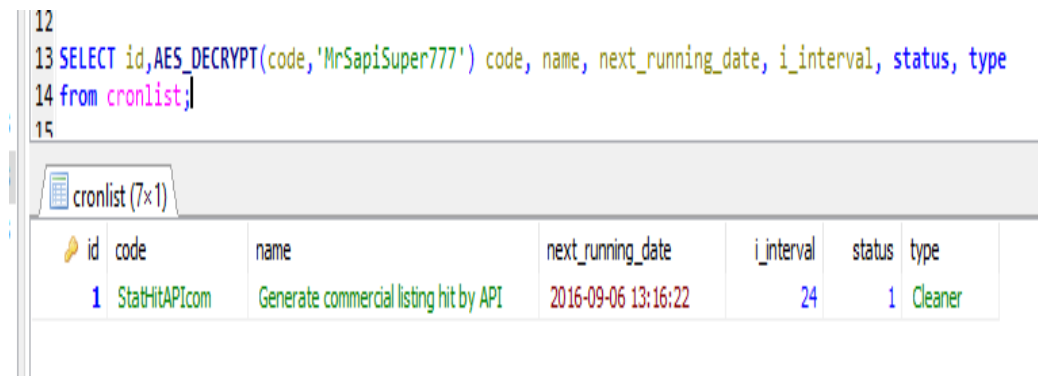 12
13 SELECT id,AES_DECRYPT(code,'MrSapiSuper777') code, name, next_running_date, i_interval, status, type
14 from cronlist;
15
cronlist (7×1)
id code name next_running_date i_interval status type
1 StatHitAPIcom Generate commercial listing hit by API 2016-09-06 13:16:22 24 1 Cleaner